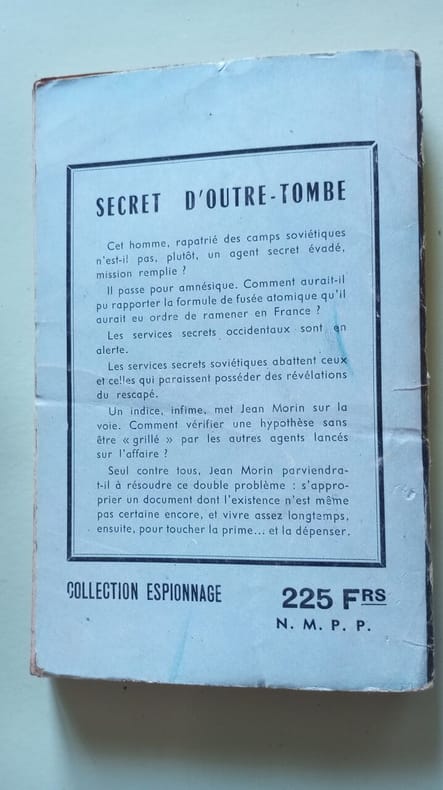 SECRET D'OUTRE-TOMBE
Cet homme, rapatrié des camps soviétiques
n'est-il pas, plutôt, un agent secret évadé,
mission remplie ?
Il passe pour amnésique. Comment aurait-il
pu rapporter la formule de fusée atomique qu'il
aurait eu ordre de ramener en France ?
Les services secrets occidentaux sont en
alerte.
Les services secrets soviétiques abattent ceux
et celles qui paraissent posséder des révélations
du rescapé.
Un indice, infime, met Jean Morin sur la
voie. Comment vérifier une hypothèse sans
être « grillé » par les autres agents lancés
sur l'affaire ?
Seul contre tous, Jean Morin parviendra-
t-il à résoudre ce double problème : s'appro-
prier un document dont l'existence n'est même
pas certaine encore, et vivre assez longtemps,
ensuite, pour toucher la prime... et la dépenser.
COLLECTION ESPIONNAGE
225 FRS
N. M. P. P.